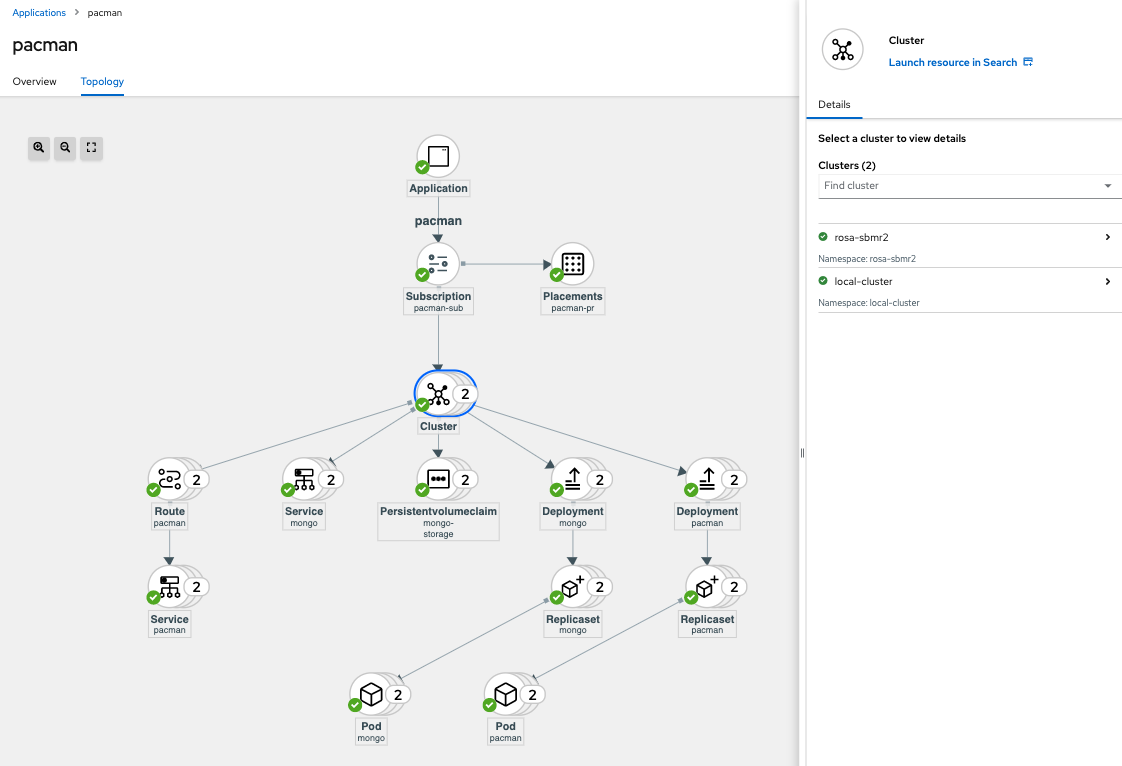 Applications > pacman
pacman
Overview Topology
Application
pacman
Subscription
pacman-sub
Placements
pacman-pr
2
Cluster
2
Route
pacman
2
Service
mongo
2
Persistentvolumeclaim
mongo-
storage
2
Deployment
mongo
2
Deployment
pacman
2
Service
pacman
2
Replicaset
mongo
2
Replicaset
pacman
2
Pod
mongo
2
Pod
pacman
Cluster
Launch resource in Search
Details
Select a cluster to view details
Clusters (2)
Find cluster
rosa-sbmr2
Namespace: rosa-sbmr2
local-cluster
Namespace: local-cluster